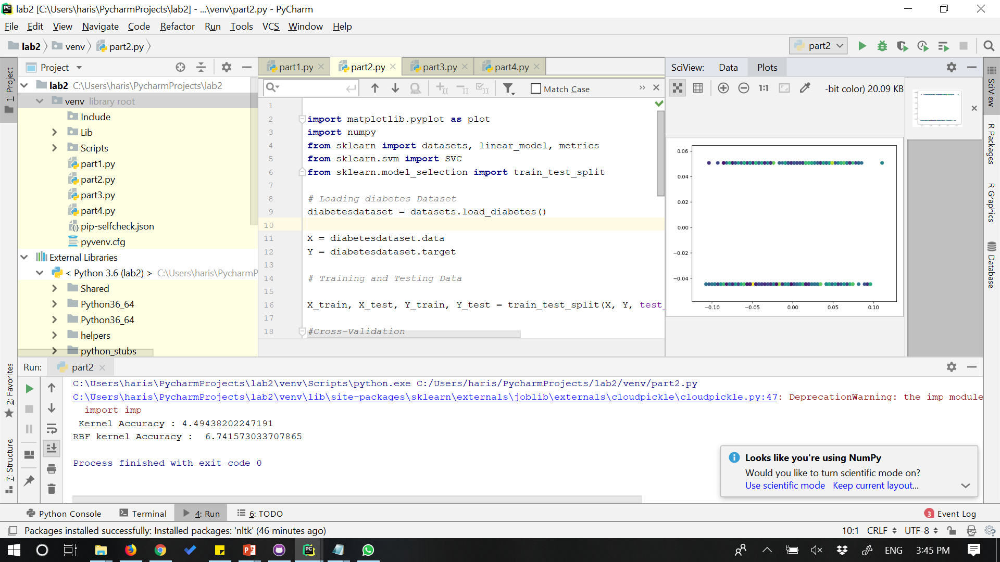 lab2 [C:\Users\haris\PycharmProjects\lab2] - ...\venv\part2.py - PyCharm
File Edit View Navigate Code Refactor Run Tools VCS Window Help
lab2 venv part2.py
part2
1: Project
Project
lab2 C:\Users\haris\PycharmProjects\lab2
venv library root
Include
Lib
Scripts
part1.py
part2.py
part3.py
part4.py
pip-selfcheck.json
pyvenv.cfg
External Libraries
< Python 3.6 (lab2) > C:\Users\haris\PycharmP
Shared
Python36_64
Python36_64
helpers
python_stubs
part1.py part2.py part3.py part4.py
Match Case
1
2 import matplotlib.pyplot as plot
3 import numpy
4 from sklearn import datasets, linear_model, metrics
5 from sklearn.svm import SVC
6 from sklearn.model_selection import train_test_split
7
8 # Loading diabetes Dataset
9 diabetesdataset = datasets.load_diabetes()
10
11 X = diabetesdataset.data
12 Y = diabetesdataset.target
13
14 # Training and Testing Data
15
16 X_train, X_test, Y_train, Y_test = train_test_split(X, Y, test_
17
18 #Cross-Validation
SciView: Data Plots
1:1 -bit color) 20.09 KB
0.06
0.04
0.02
0.00
−0.02
−0.04
−0.10 −0.05 0.00 0.05 0.10
SciView
R Packages
R Graphics
Database
2: Favorites
7: Structure
Run: part2
C:\Users\haris\PycharmProjects\lab2\venv\Scripts\python.exe C:/Users/haris/PycharmProjects/lab2/venv/part2.py
C:\Users\haris\PycharmProjects\lab2\venv\lib\site-packages\sklearn\externals\joblib\externals\cloudpickle\cloudpickle.py:47: DeprecationWarning: the imp module
import imp
Kernel Accuracy : 4.49438202247191
RBF kernel Accuracy : 6.741573033707865
Process finished with exit code 0
Looks like you're using NumPy
Would you like to turn scientific mode on?
Use scientific mode Keep current layout...
Python Console Terminal 4: Run 6: TODO 3 Event Log
Packages installed successfully: Installed packages: 'nltk' (46 minutes ago) 10:1 CRLF UTF-8
ENG 3:45 PM